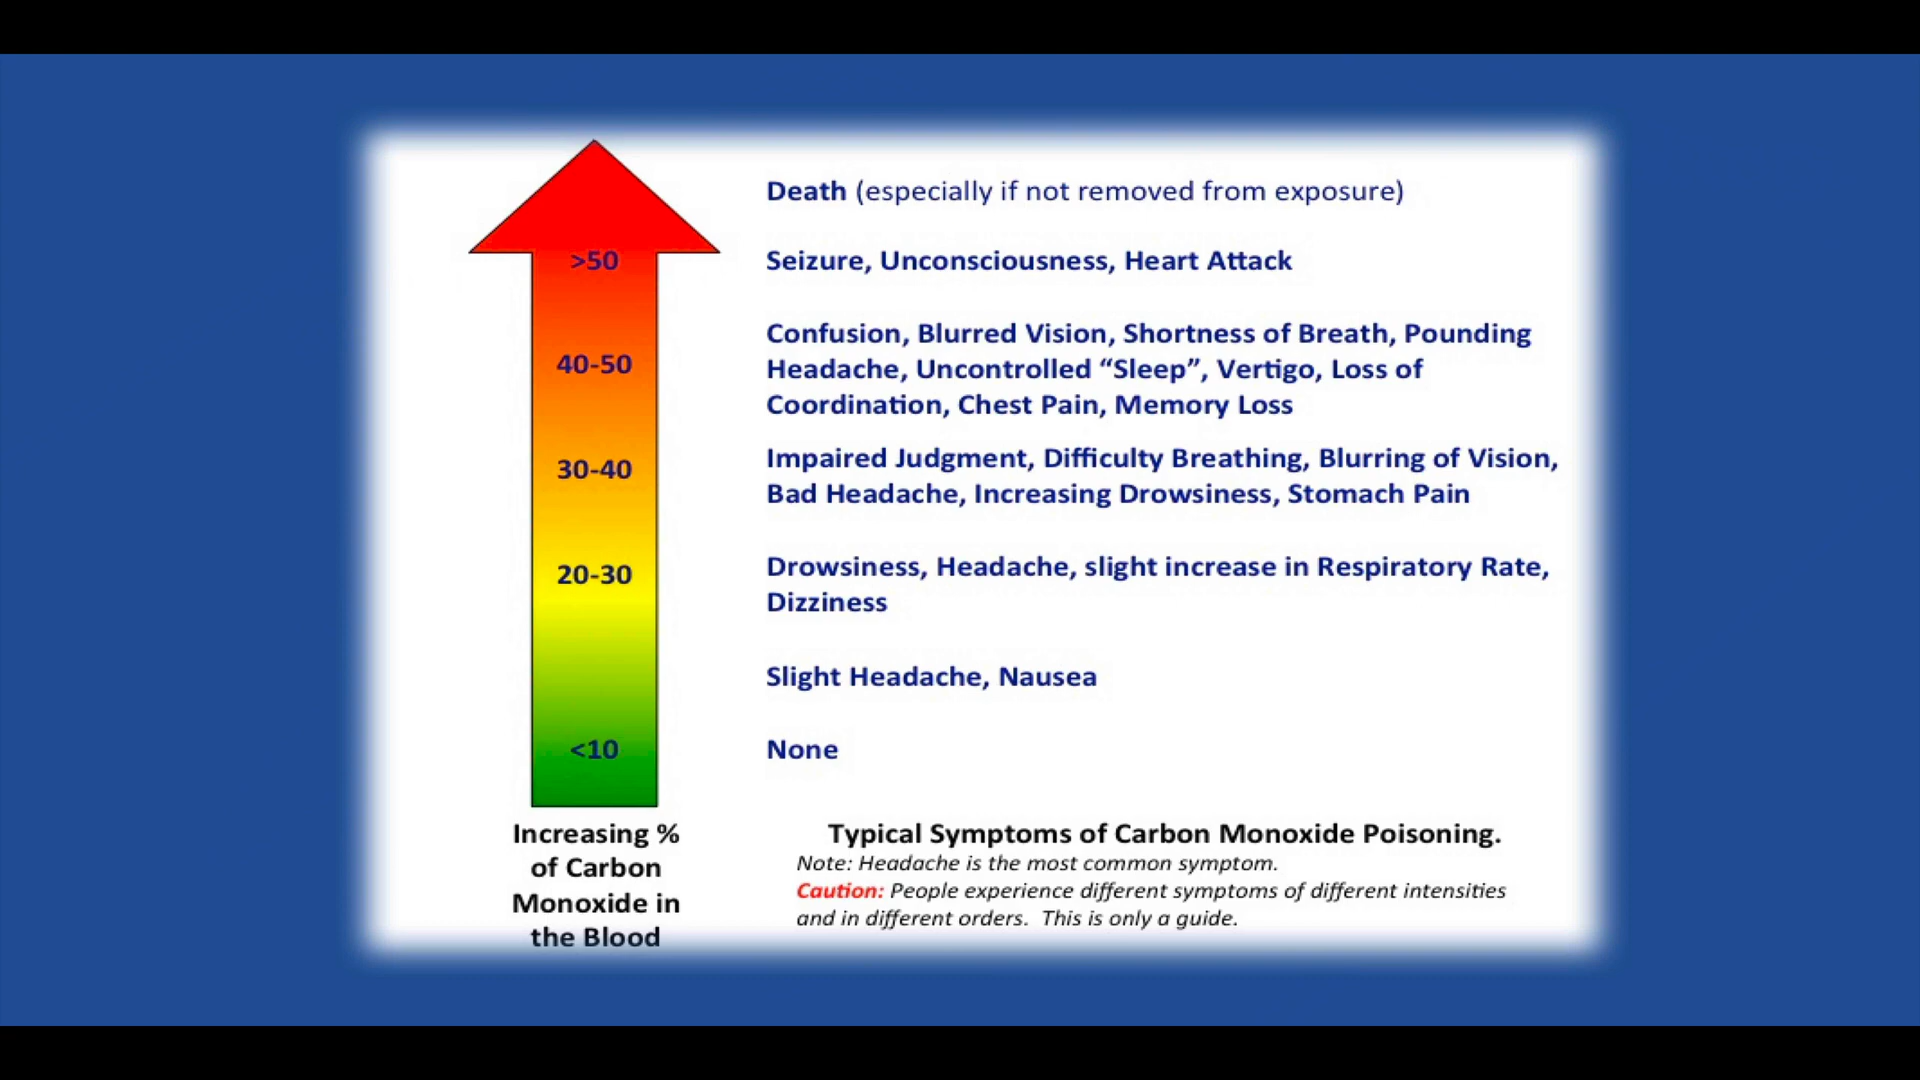 Death (especially if not removed from exposure)
>50
Seizure, Unconsciousness, Heart Attack
40-50
Confusion, Blurred Vision, Shortness of Breath, Pounding
Headache, Uncontrolled “Sleep”, Vertigo, Loss of
Coordination, Chest Pain, Memory Loss
30-40
Impaired Judgment, Difficulty Breathing, Blurring of Vision,
Bad Headache, Increasing Drowsiness, Stomach Pain
20-30
Drowsiness, Headache, slight increase in Respiratory Rate,
Dizziness
Slight Headache, Nausea
<10
None
Increasing %
of Carbon
Monoxide in
the Blood
Typical Symptoms of Carbon Monoxide Poisoning.
Note: Headache is the most common symptom.
Caution: People experience different symptoms of different intensities
and in different orders. This is only a guide.